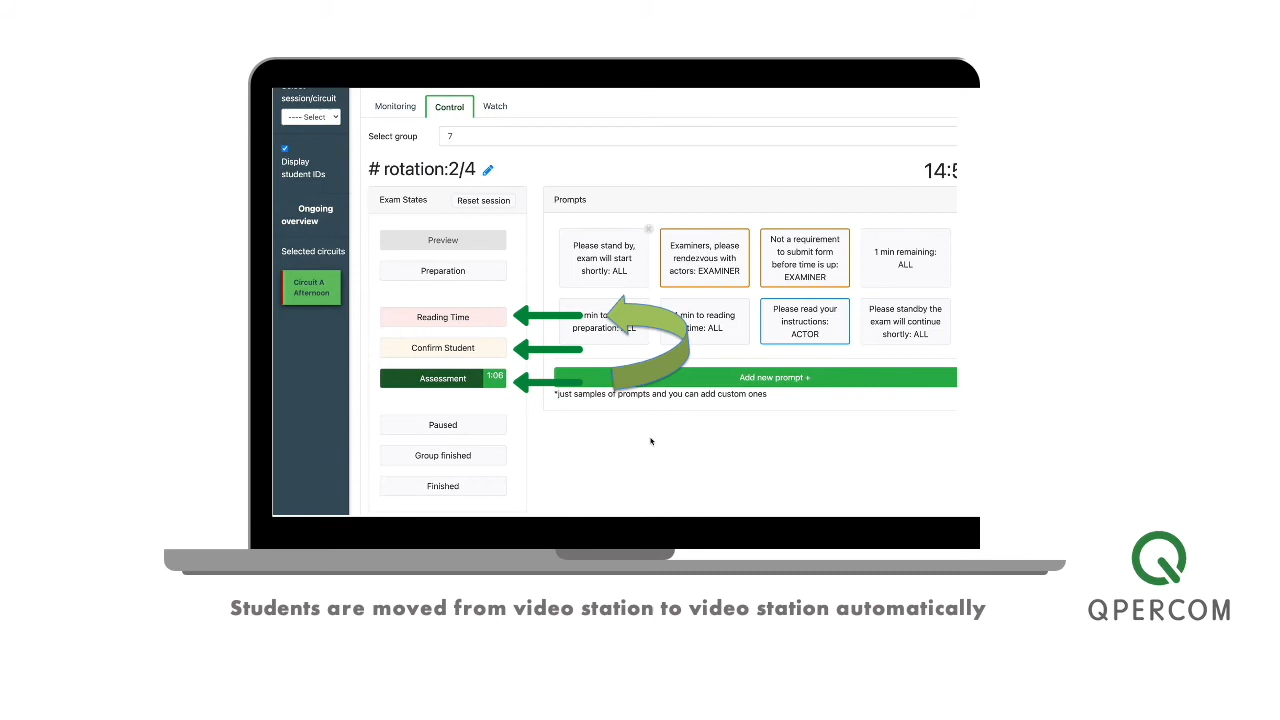 session/circuit
---- Select
Display
student IDs
Ongoing
overview
Selected circuits
Circuit A
Afternoon
Monitoring
Control
Watch
Select group
7
# rotation:2/4
Exam States
Reset session
Preview
Preparation
Reading Time
Confirm Student
Assessment
1:06
Paused
Group finished
Finished
Prompts
Please stand by,
exam will start
shortly: ALL
Examiners, please
rendezvous with
actors: EXAMINER
Not a requirement
to submit form
before time is up:
EXAMINER
1 min remaining:
ALL
min to
preparation: ALL
min to reading
time: ALL
Please read your
instructions:
ACTOR
Please standby the
exam will continue
shortly: ALL
Add new prompt +
*just samples of prompts and you can add custom ones
Students are moved from video station to video station automatically
QPERCOM